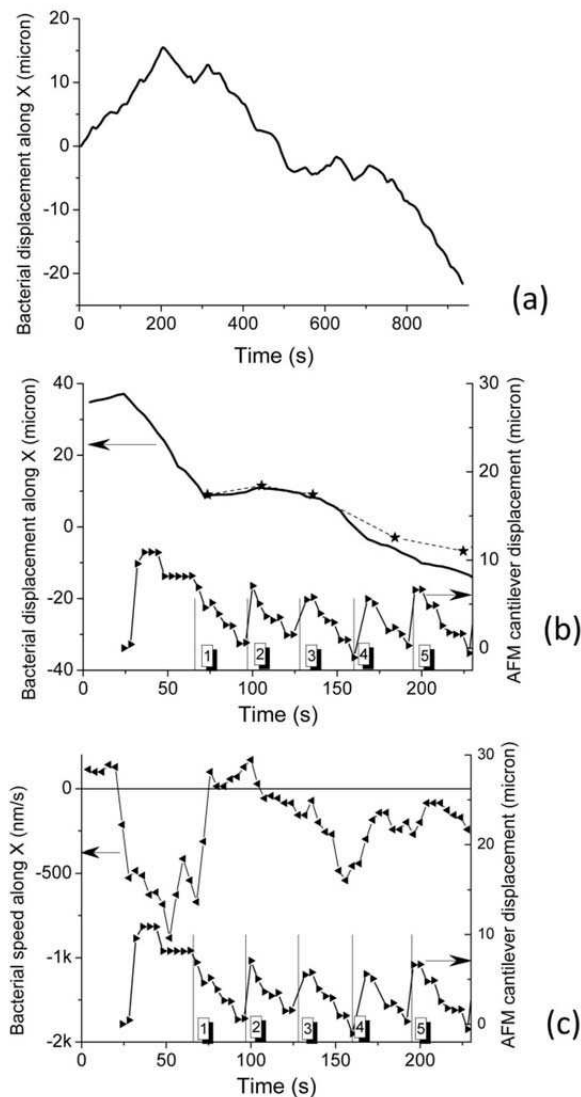 Bacterial displacement along X (micron)
20
10
0
-10
-20
0 200 400 600 800
Time (s)
(a)
Bacterial displacement along X (micron)
40
20
0
-20
-40
1 2 3 4 5
0 50 100 150 200
Time (s)
30
20
10
0
AFM cantilever displacement (micron)
(b)
Bacterial speed along X (nm/s)
0
-500
-1k
-2k
1 2 3 4 5
0 50 100 150 200
Time (s)
30
20
10
0
AFM cantilever displacement (micron)
(c)